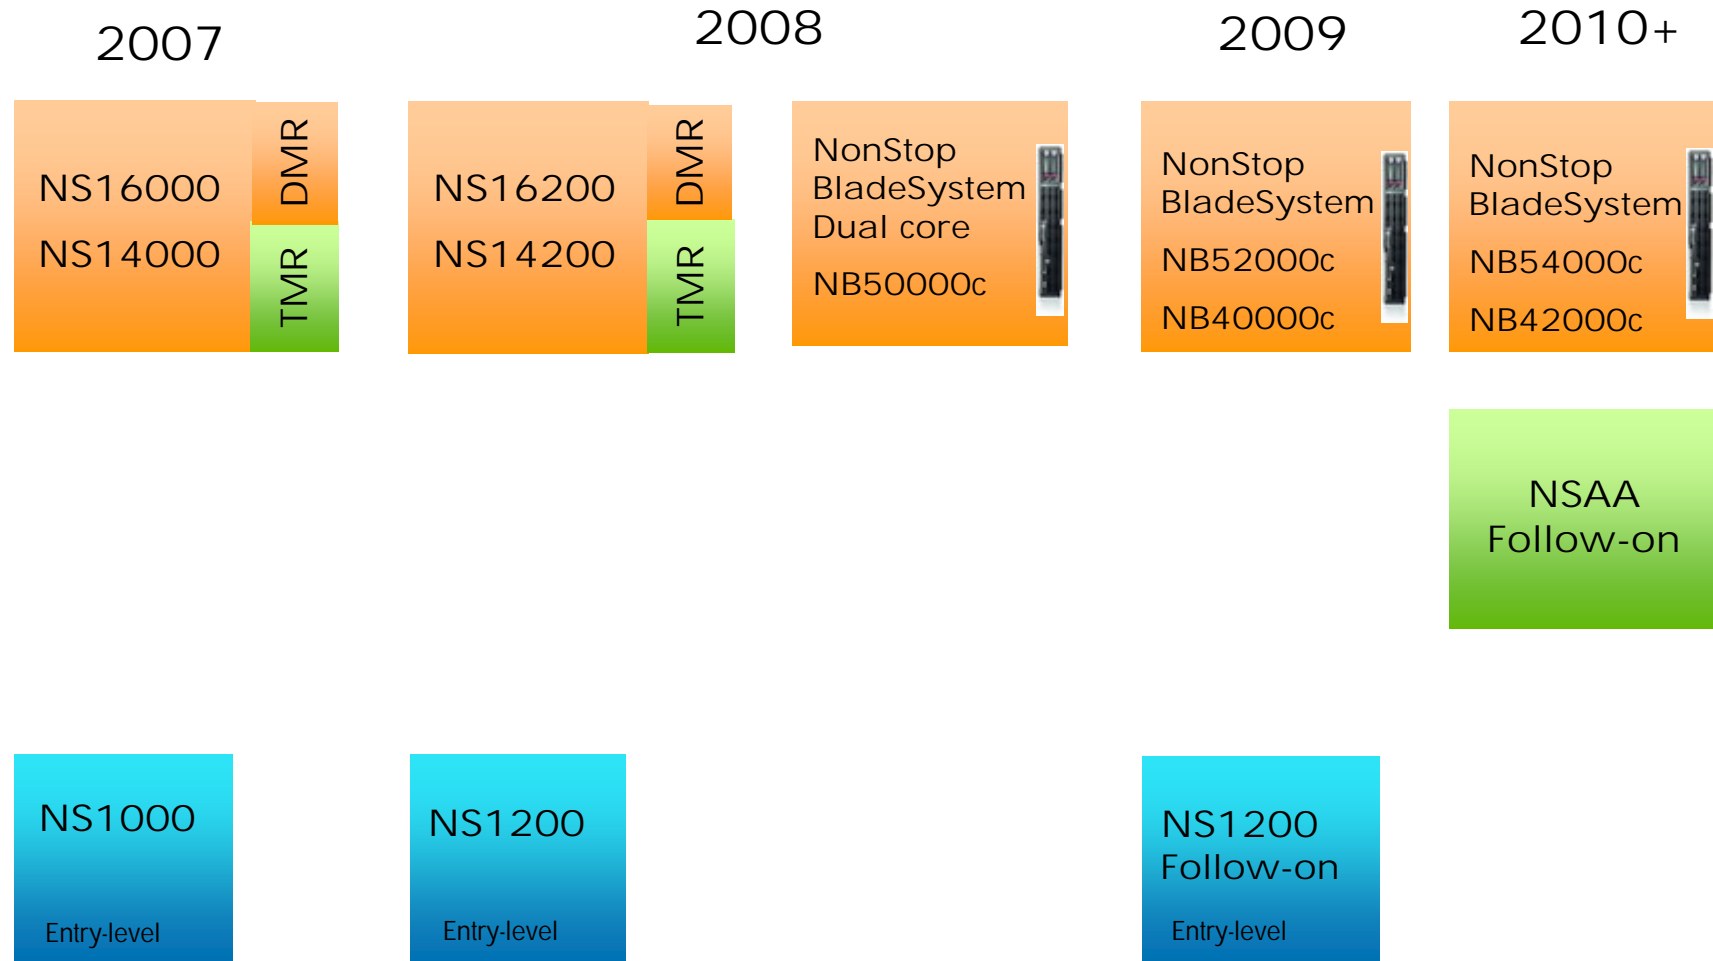 2007
2008
2009
2010+
NS16000
NS14000
DMR
TMR
NS16200
NS14200
DMR
TMR
NonStop
BladeSystem
Dual core
NB50000c
NonStop
BladeSystem
NB52000c
NB40000c
NonStop
BladeSystem
NB54000c
NB42000c
NSAA
Follow-on
NS1000
Entry-level
NS1200
Entry-level
NS1200
Follow-on
Entry-level